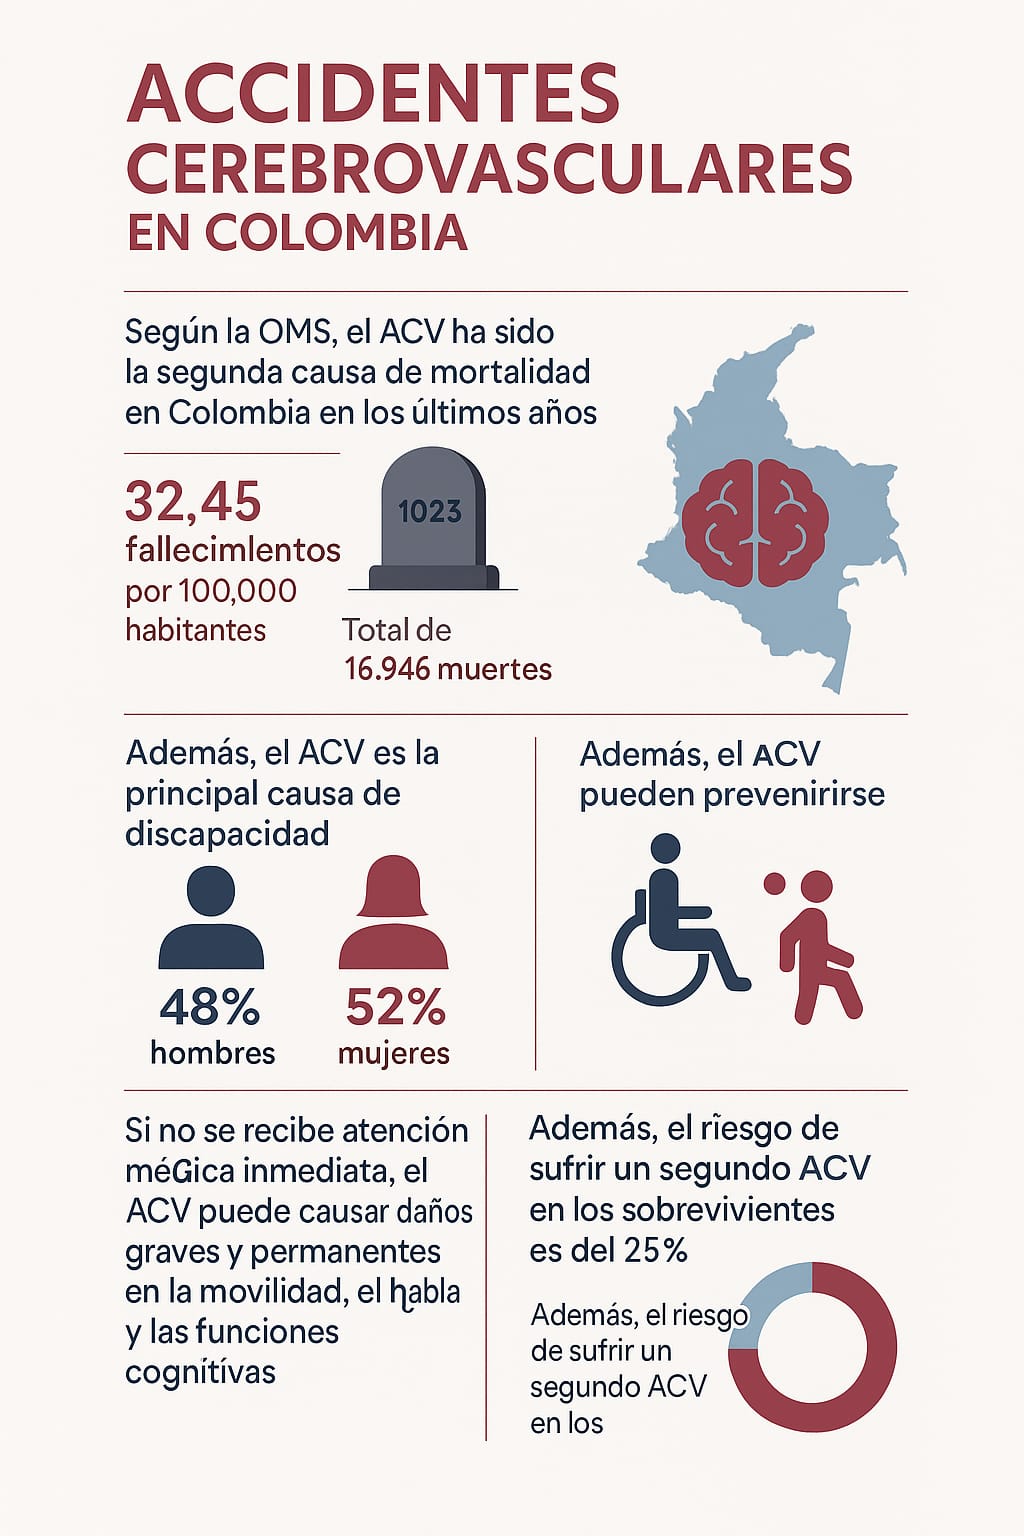 ACCIDENTES
CEREBROVASCULARES
EN COLOMBIA
Según la OMS, el ACV ha sido
la segunda causa de mortalidad
en Colombia en los últimos años
32,45
fallecimlentos
por 100,000
habitantes
1023
Total de
16.946 muertes
Además, el ACV es la
principal causa de
discapacidad
48%
hombres
52%
mujeres
Además, el ACV
pueden prevenirirse
Si no se recibe atención
méGica inmediata, el
ACV puede causar daños
graves y permanentes
en la movilidad, el habla
y las funciones
cognítívas
Además, el rīesgo de
sufrir un segundo ACV
en los sobrevivientes
es del 25%
Además, el riesgo
de sufrir un
segundo ACV
en los